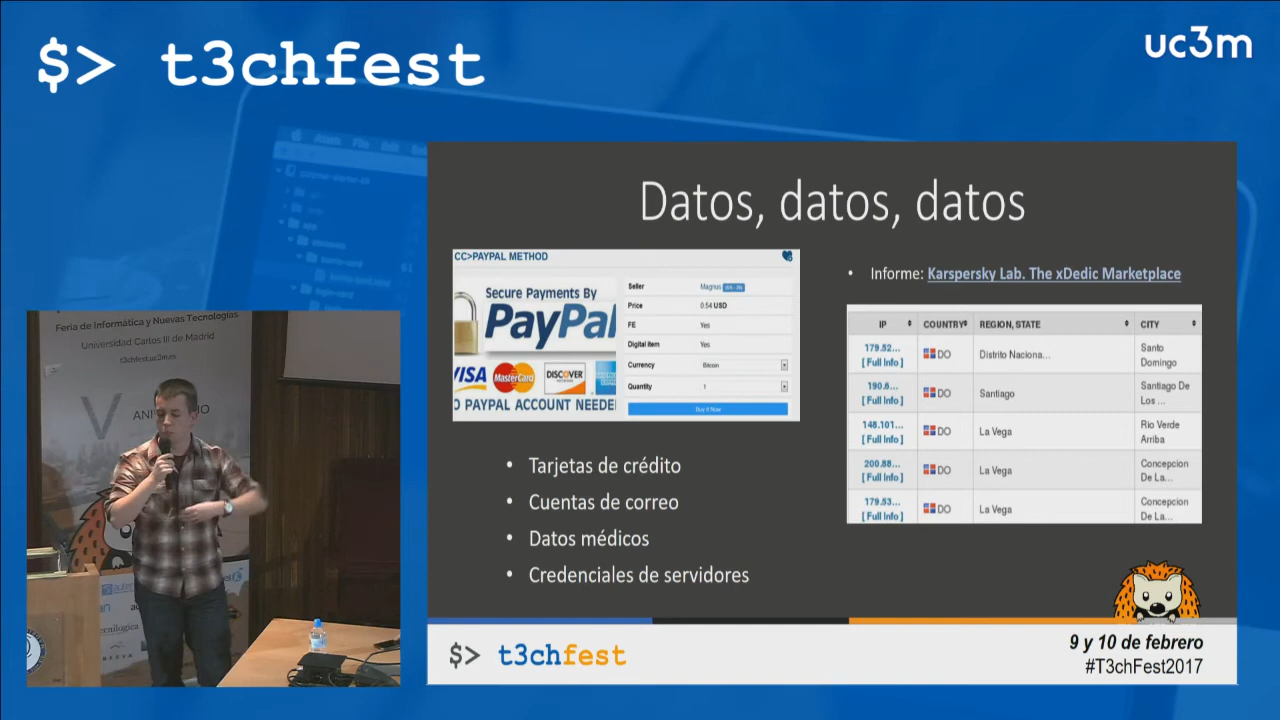 $> t3chfest
uc3m
Feria de Informática y Nuevas Tecnologías
Universidad Carlos III de Madrid
t3chfest.uc3m.es
Datos, datos, datos
CC>PAYPAL METHOD
Secure Payments By
PayPal
VISA MasterCard DISCOVER
O PAYPAL ACCOUNT NEEDE
Seller Magnus
Price 0.54 USD
FE Yes
Digital item Yes
Currency Bitcoin
Quantity 1
Buy It Now
• Tarjetas de crédito
• Cuentas de correo
• Datos médicos
• Credenciales de servidores
• Informe: Karspersky Lab. The xDedic Marketplace
IP COUNTRY REGION, STATE CITY
179.52... [ Full Info ] DO Distrito Naciona... Santo Domingo
190.8... [ Full Info ] DO Santiago Santiago De Los ...
148.101... [ Full Info ] DO La Vega Rio Verde Arriba
200.88... [ Full Info ] DO La Vega Concepcion De La...
179.53... [ Full Info ] DO La Vega Concepcion De La...
$> t3chfest
9 y 10 de febrero
#T3chFest2017